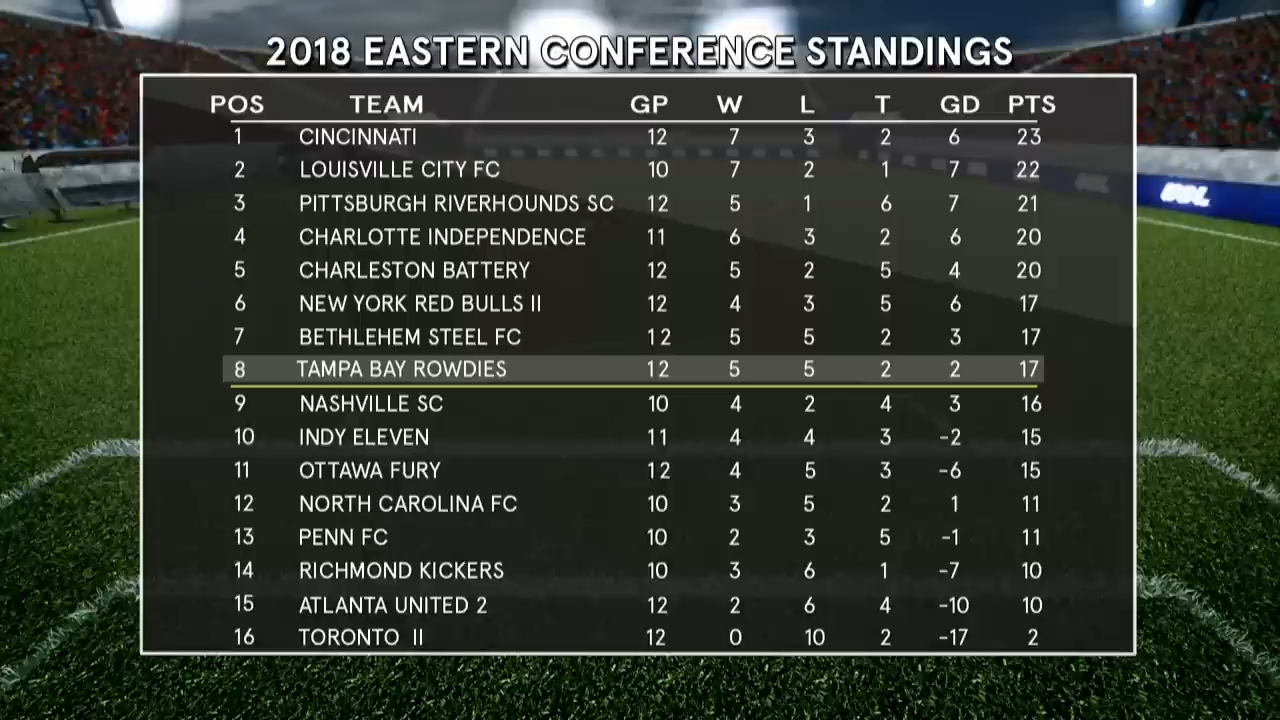 2018 EASTERN CONFERENCE STANDINGS
POS TEAM GP W L T GD PTS
1 CINCINNATI 12 7 3 2 6 23
2 LOUISVILLE CITY FC 10 7 2 1 7 22
3 PITTSBURGH RIVERHOUNDS SC 12 5 1 6 7 21
4 CHARLOTTE INDEPENDENCE 11 6 3 2 6 20
5 CHARLESTON BATTERY 12 5 2 5 4 20
6 NEW YORK RED BULLS II 12 4 3 5 6 17
7 BETHLEHEM STEEL FC 12 5 5 2 3 17
8 TAMPA BAY ROWDIES 12 5 5 2 2 17
9 NASHVILLE SC 10 4 2 4 3 16
10 INDY ELEVEN 11 4 4 3 -2 15
11 OTTAWA FURY 12 4 5 3 -6 15
12 NORTH CAROLINA FC 10 3 5 2 1 11
13 PENN FC 10 2 3 5 -1 11
14 RICHMOND KICKERS 10 3 6 1 -7 10
15 ATLANTA UNITED 2 12 2 6 4 -10 10
16 TORONTO II 12 0 10 2 -17 2
USL